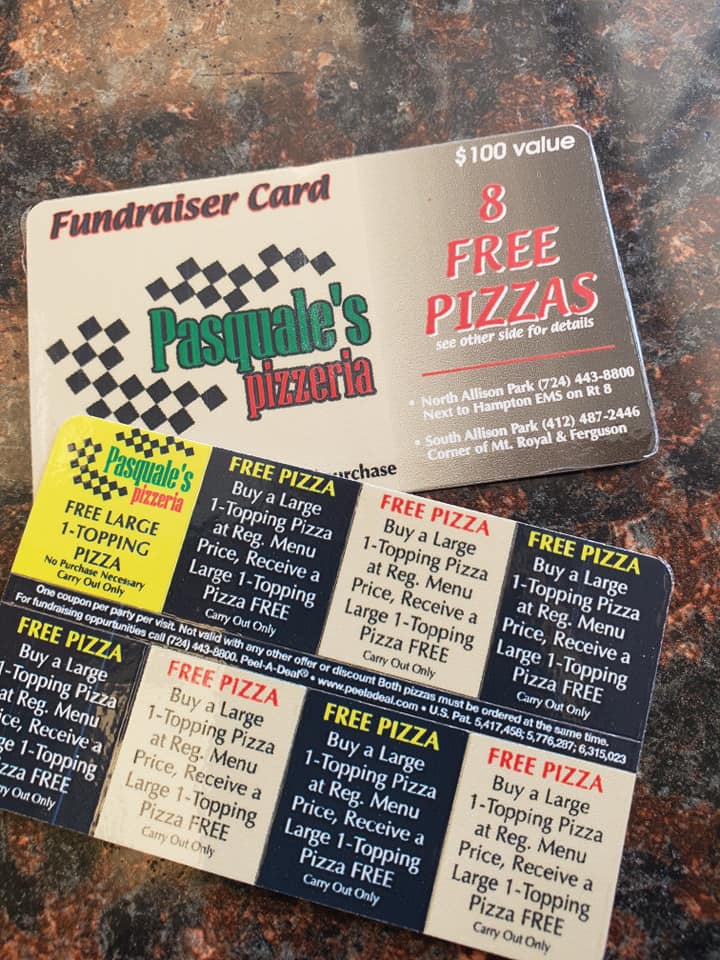 Fundraiser Card
$100 value
Pasquale's
pizzeria
8
FREE
PIZZAS
see other side for details
• North Allison Park (724) 443-8800
Next to Hampton EMS on Rt 8
• South Allison Park (412) 487-2446
Corner of Mt. Royal & Ferguson
Pasquale's
pizzeria
FREE LARGE
1-TOPPING
PIZZA
No Purchase Necessary
Carry Out Only
FREE PIZZA
Buy a Large
1-Topping Pizza
at Reg. Menu
Price, Receive a
Large 1-Topping
Pizza FREE
Carry Out Only
FREE PIZZA
Buy a Large
1-Topping Pizza
at Reg. Menu
Price, Receive a
Large 1-Topping
Pizza FREE
Carry Out Only
FREE PIZZA
Buy a Large
1-Topping Pizza
at Reg. Menu
Price, Receive a
Large 1-Topping
Pizza FREE
Carry Out Only
One coupon per party per visit. Not valid with any other offer or discount Both pizzas must be ordered at the same time.
For fundraising oppurtunities call (724) 443-8800. Peel-A-Deal® • www.peeladeal.com • U.S. Pat. 5,417,458; 5,776,287; 6,315,023
FREE PIZZA
Buy a Large
1-Topping Pizza
at Reg. Menu
Price, Receive a
Large 1-Topping
Pizza FREE
Carry Out Only
FREE PIZZA
Buy a Large
1-Topping Pizza
at Reg. Menu
Price, Receive a
Large 1-Topping
Pizza FREE
Carry Out Only
FREE PIZZA
Buy a Large
1-Topping Pizza
at Reg. Menu
Price, Receive a
Large 1-Topping
Pizza FREE
Carry Out Only
FREE PIZZA
Buy a Large
1-Topping Pizza
at Reg. Menu
Price, Receive a
Large 1-Topping
Pizza FREE
Carry Out Only